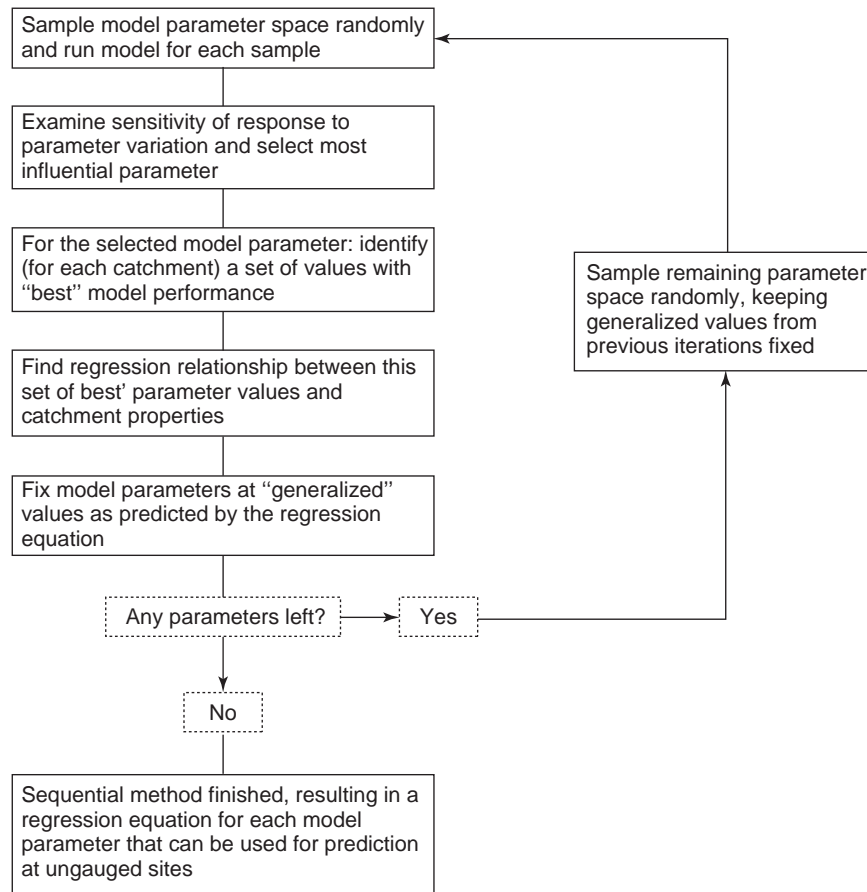 Sample model parameter space randomly
and run model for each sample
Examine sensitivity of response to
parameter variation and select most
influential parameter
For the selected model parameter: identify
(for each catchment) a set of values with
“best” model performance
Find regression relationship between this
set of best’ parameter values and
catchment properties
Fix model parameters at “generalized”
values as predicted by the regression
equation
Any parameters left?
Yes
Sample remaining parameter
space randomly, keeping
generalized values from
previous iterations fixed
No
Sequential method finished, resulting in a
regression equation for each model
parameter that can be used for prediction
at ungauged sites